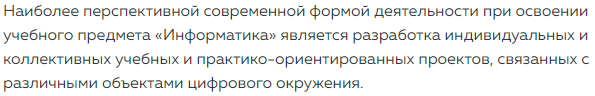 Наиболее перспективной современной формой деятельности при освоении
учебного предмета «Информатика» является разработка индивидуальных и
коллективных учебных и практико-ориентированных проектов, связанных с
различными объектами цифрового окружения.